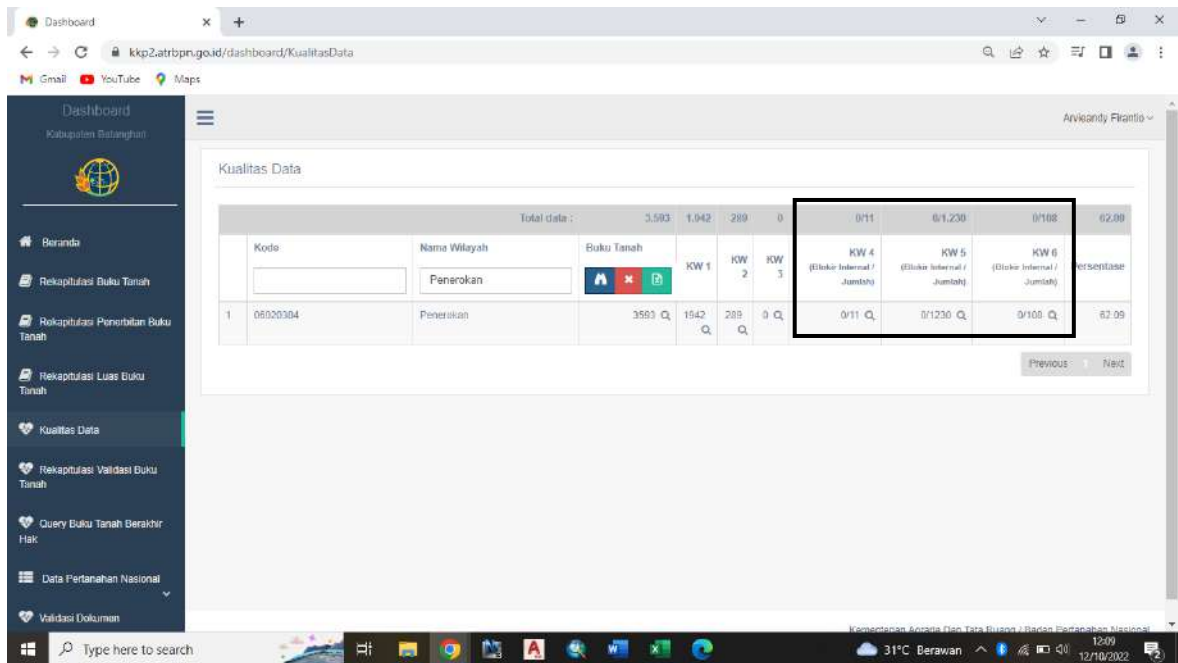 Dashboard
kkp2.atrbpn.go.id/dashboard/KualitasData
Gmail YouTube Maps
Dashboard
Kabupaten Batanghari
Arvieandy Firantio
Kualitas Data
Total data : 3.593 1.942 289 0 0/11 0/1.230 0/108 62.09
Kode Nama Wilayah Buku Tanah KW 1 KW 2 KW 3 KW 4 (Blokir Internal / Jumlah) KW 5 (Blokir Internal / Jumlah) KW 6 (Blokir Internal / Jumlah) Persentase
Penerokan
1 06020304 Penerokan 3593 1942 289 0 0/11 0/1230 0/108 62.09
Previous 1 Next
Beranda
Rekapitulasi Buku Tanah
Rekapitulasi Penerbitan Buku
Tanah
Rekapitulasi Luas Buku
Tanah
Kualitas Data
Rekapitulasi Validasi Buku
Tanah
Query Buku Tanah Berakhir
Hak
Data Pertanahan Nasional
Validasi Dokumen
Kementerian Agraria Dan Tata Ruang / Badan Pertanahan Nasional
Type here to search
31°C Berawan
12:09
12/10/2022